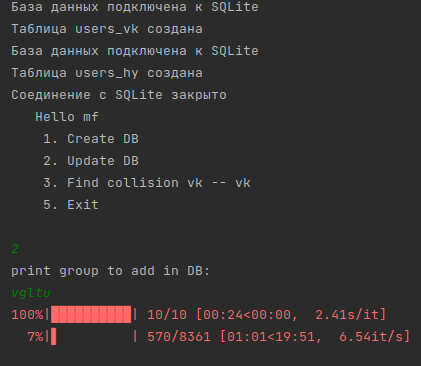 База данных подключена к SQLite
Таблица users_vk создана
База данных подключена к SQLite
Таблица users_hy создана
Соединение с SQLite закрыто
Hello mf
1. Create DB
2. Update DB
3. Find collision vk -- vk
5. Exit
2
print group to add in DB:
vgltu
100%|██████████| 10/10 [00:24<00:00,  2.41s/it]
7%|▋         | 570/8361 [01:01<19:51,  6.54it/s]